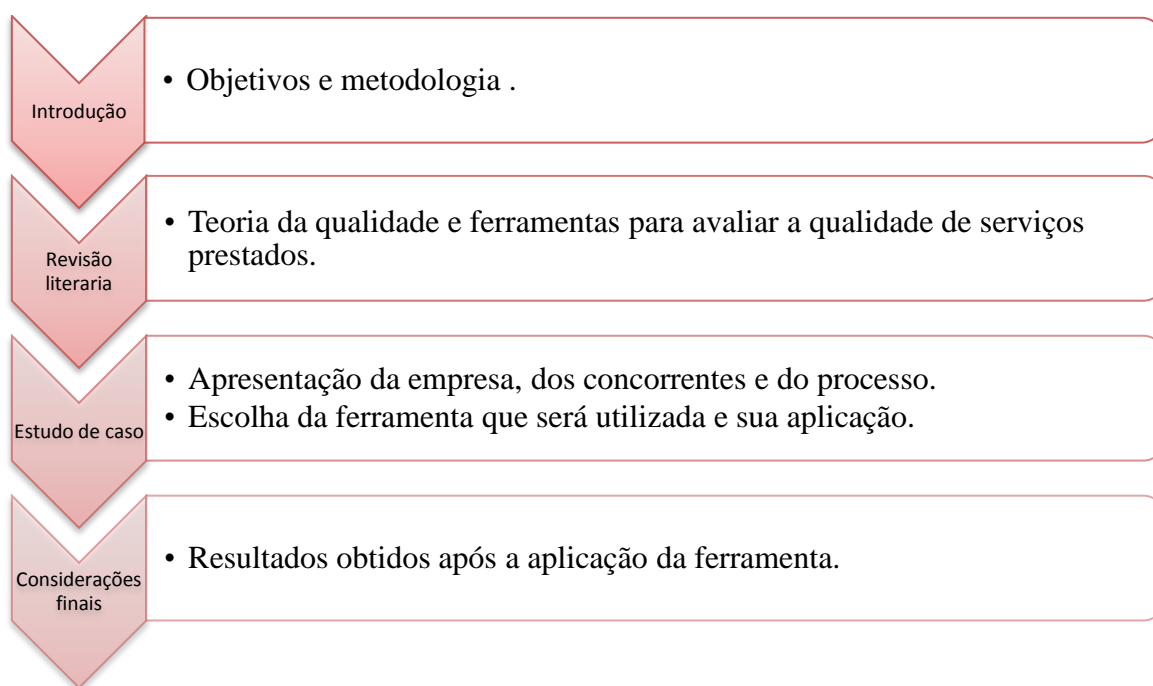 Introdução
• Objetivos e metodologia .
Revisão
literaria
• Teoria da qualidade e ferramentas para avaliar a qualidade de serviços
prestados.
Estudo de caso
• Apresentação da empresa, dos concorrentes e do processo.
• Escolha da ferramenta que será utilizada e sua aplicação.
Considerações
finais
• Resultados obtidos após a aplicação da ferramenta.